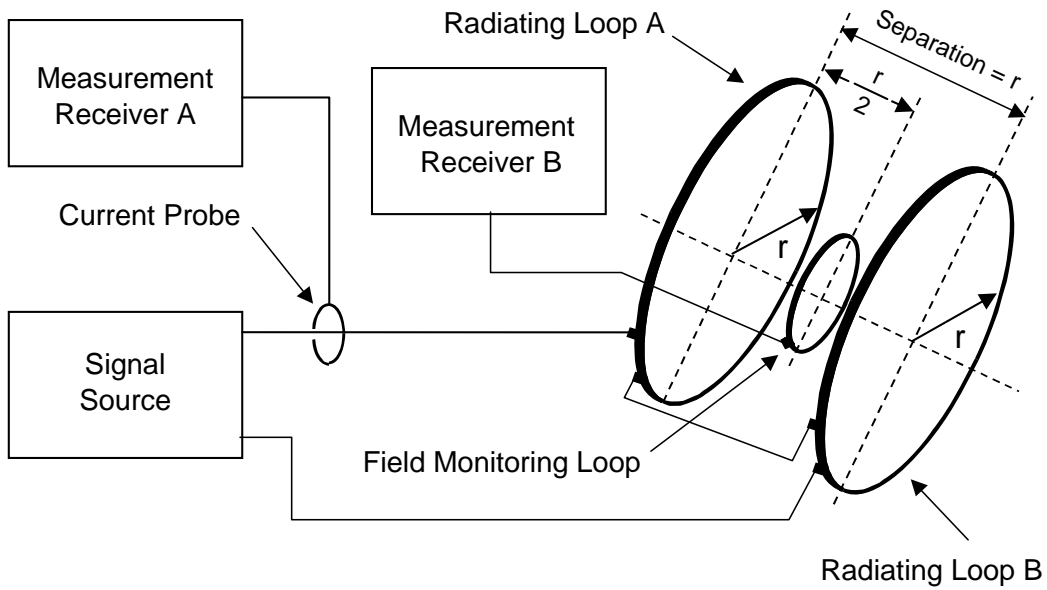 Radiating Loop A
Separation = r
r
2
Measurement
Receiver A
Measurement
Receiver B
Current Probe
r
r
Signal
Source
Field Monitoring Loop
Radiating Loop B